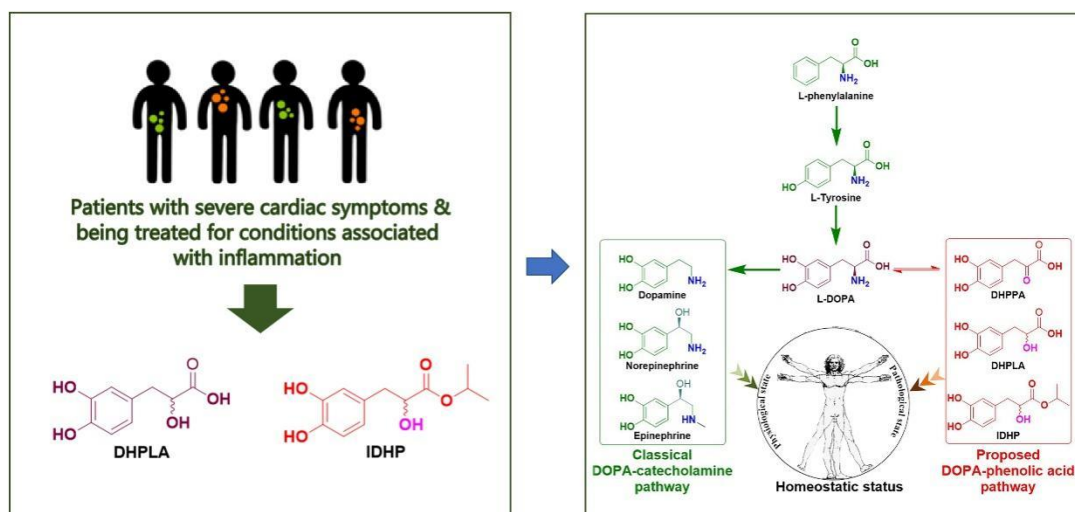 Patients with severe cardiac symptoms &
being treated for conditions associated
with inflammation
HO
HO
O
OH
OH
DHPLA
HO
HO
O
O
OH
IDHP
O
OH
NH2
L-phenylalanine
HO
O
OH
NH2
L-Tyrosine
HO
HO
NH2
Dopamine
HO
HO
O
OH
NH2
L-DOPA
HO
HO
O
OH
O
DHPPA
OH
HO
HO
NH2
Norepinephrine
HO
HO
O
OH
OH
DHPLA
OH
HO
HO
HN
Epinephrine
HO
HO
O
O
OH
IDHP
Physiological state
Pathological state
Classical
DOPA-catecholamine
pathway
Homeostatic status
Proposed
DOPA-phenolic acid
pathway